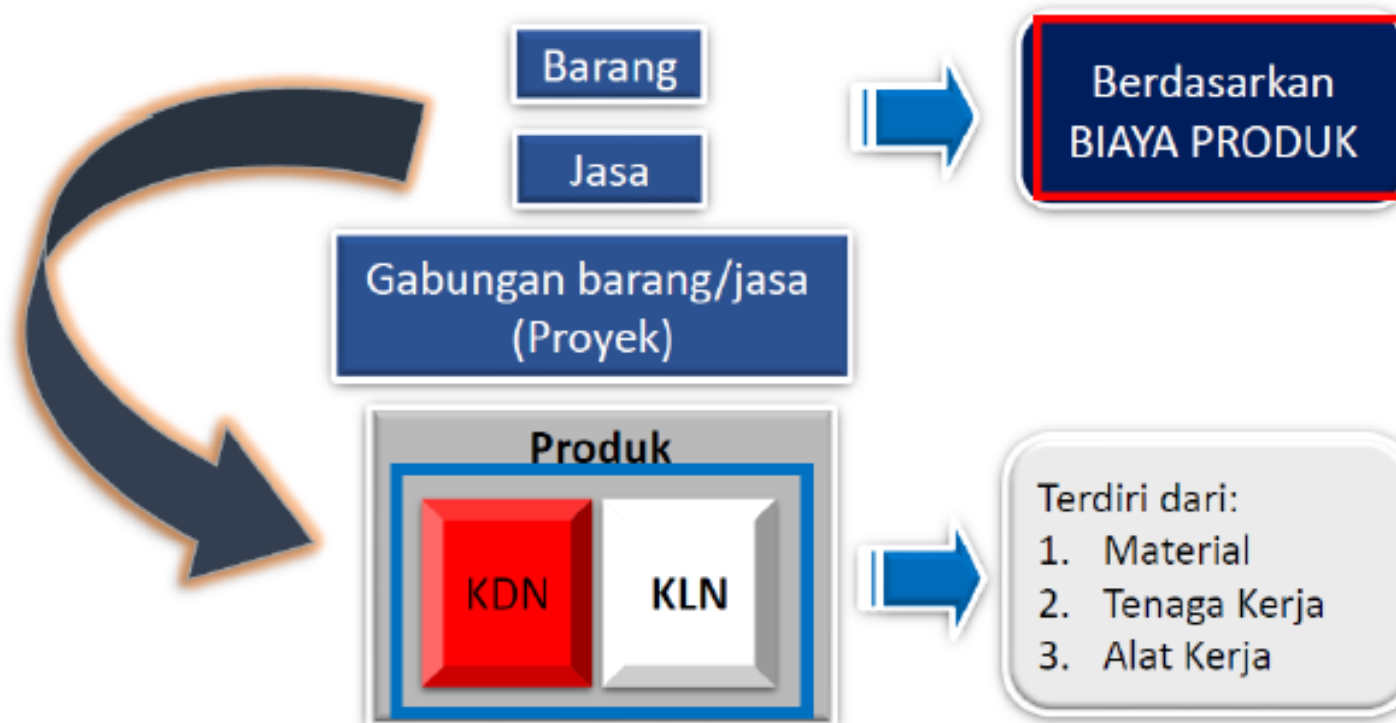 Barang
Jasa
Gabungan barang/jasa
(Proyek)
Berdasarkan
BIAYA PRODUK
Produk
KDN
KLN
Terdiri dari:
1. Material
2. Tenaga Kerja
3. Alat Kerja